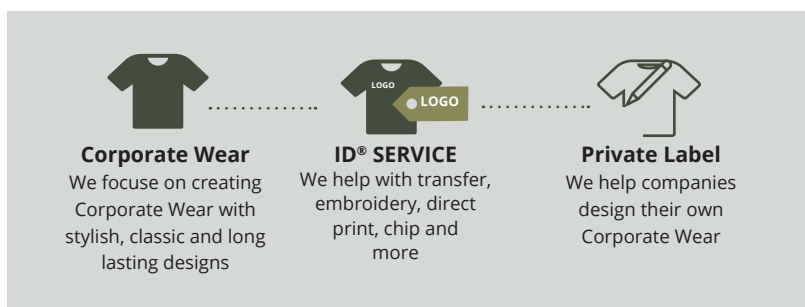 LOGO
LOGO
Corporate Wear
We focuse on creating
Corporate Wear with
stylish, classic and long
lasting designs
ID® SERVICE
We help with transfer,
embroidery, direct
print, chip and
more
Private Label
We help companies
design their own
Corporate Wear